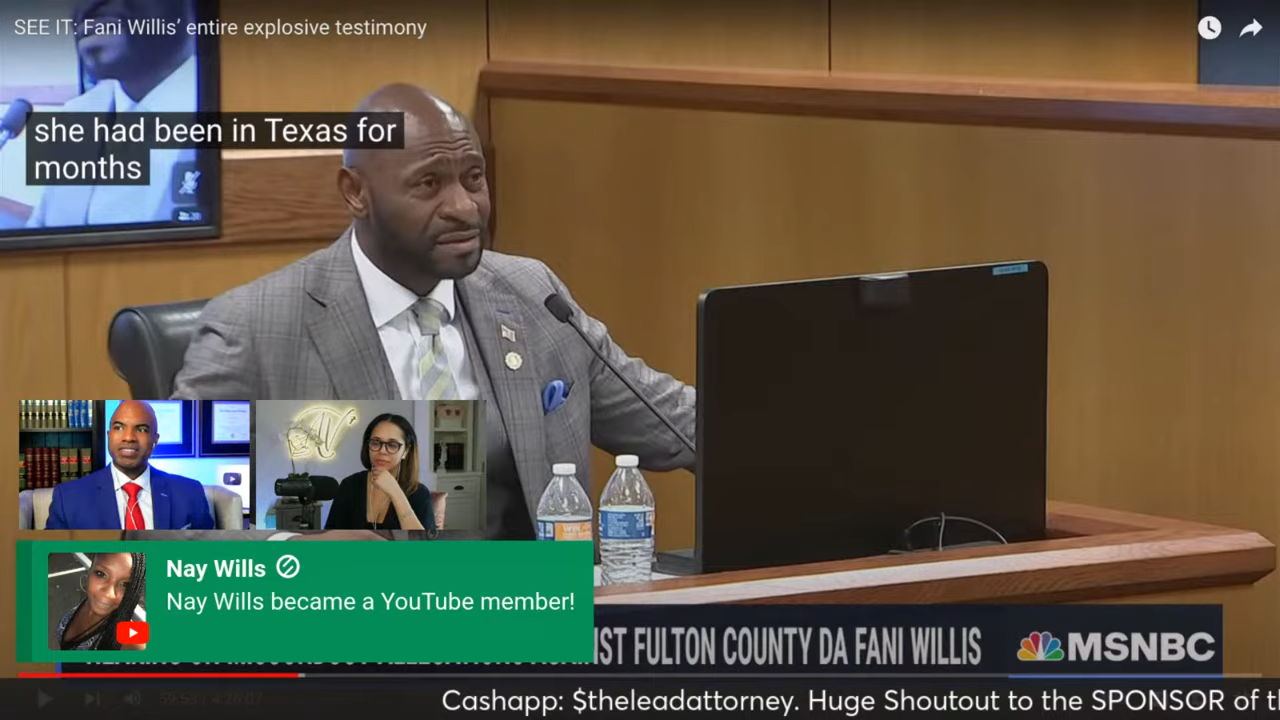 SEE IT: Fani Willis’ entire explosive testimony
she had been in Texas for
months
Nay Wills
Nay Wills became a YouTube member!
NST FULTON COUNTY DA FANI WILLIS
MSNBC
Cashapp: $theleadattorney. Huge Shoutout to the SPONSOR of t